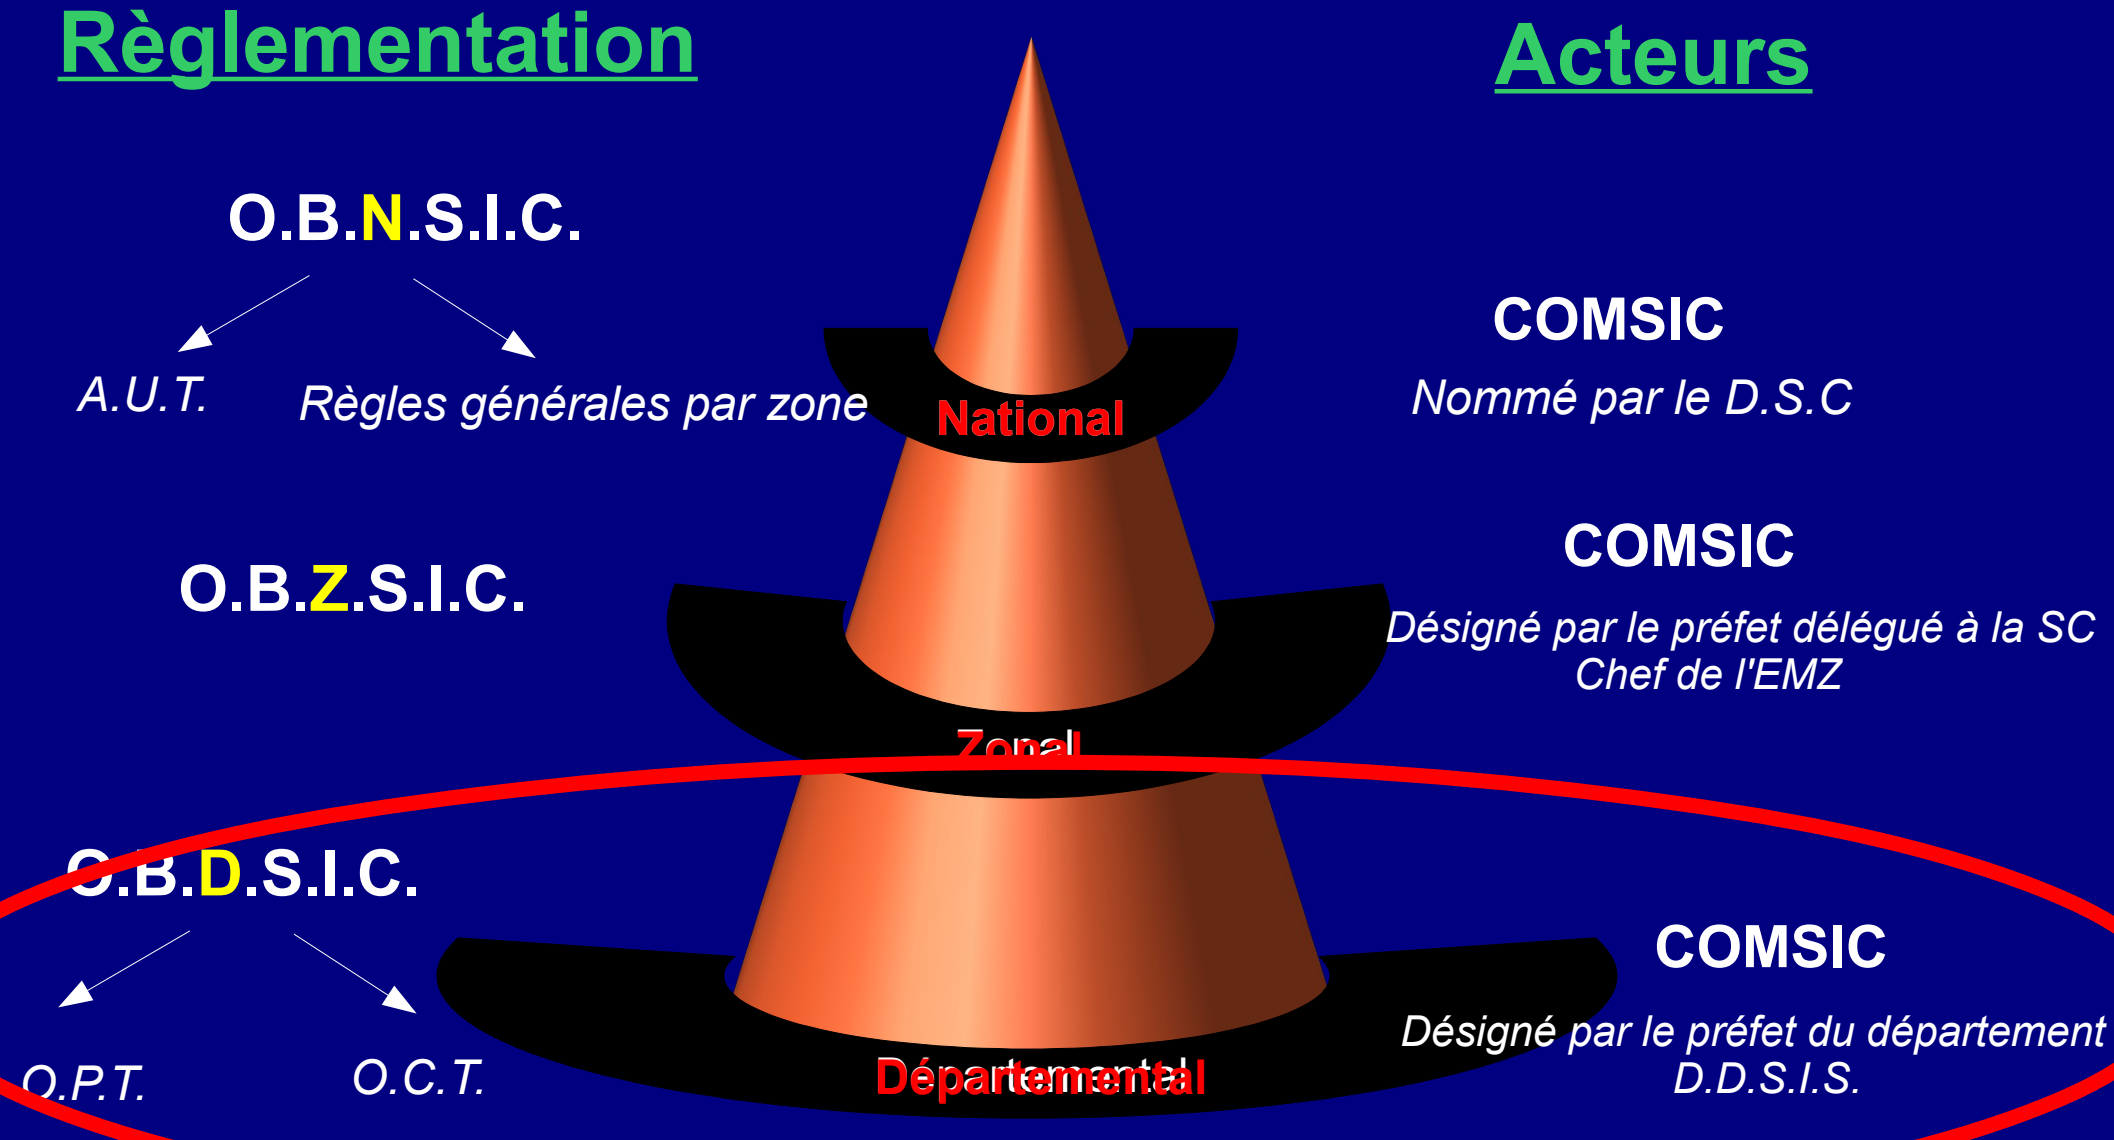 Règlementation
Acteurs
O.B.N.S.I.C.
A.U.T.
Règles générales par zone
National
COMSIC
Nommé par le D.S.C
O.B.Z.S.I.C.
COMSIC
Désigné par le préfet délégué à la SC
Chef de l'EMZ
Zonal
O.B.D.S.I.C.
O.P.T.
O.C.T.
Départemental
COMSIC
Désigné par le préfet du département
D.D.S.I.S.